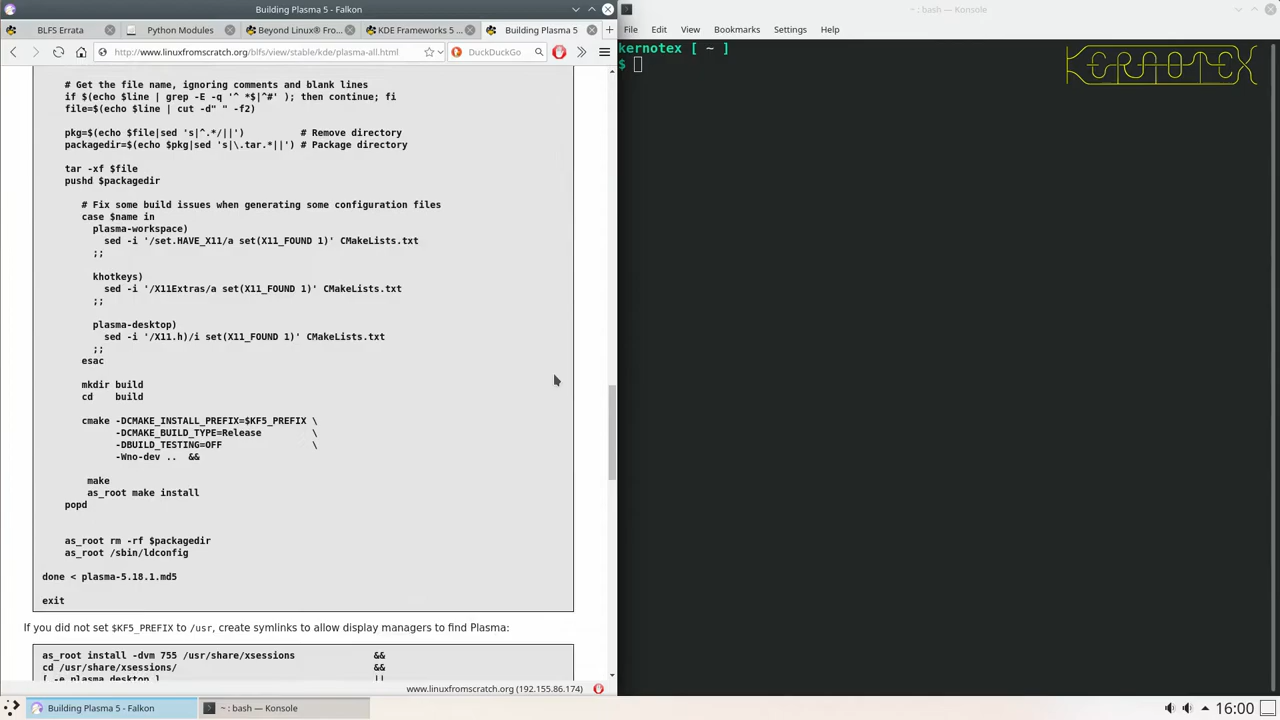 Building Plasma 5 - Falkon
BLFS Errata
Python Modules
Beyond Linux® Fro...
KDE Frameworks 5 ...
Building Plasma 5
http://www.linuxfromscratch.org/blfs/view/stable/kde/plasma-all.html
DuckDuckGo
# Get the file name, ignoring comments and blank lines
if $(echo $line | grep -E -q '^ *$|^#' ); then continue; fi
file=$(echo $line | cut -d" " -f2)
pkg=$(echo $file|sed 's|^.*/||') # Remove directory
packagedir=$(echo $pkg|sed 's|\.tar.*||') # Package directory
tar -xf $file
pushd $packagedir
# Fix some build issues when generating some configuration files
case $name in
plasma-workspace)
sed -i '/set.HAVE_X11/a set(X11_FOUND 1)' CMakeLists.txt
;;
khotkeys)
sed -i '/X11Extras/a set(X11_FOUND 1)' CMakeLists.txt
;;
plasma-desktop)
sed -i '/X11.h)/i set(X11_FOUND 1)' CMakeLists.txt
;;
esac
mkdir build
cd build
cmake -DCMAKE_INSTALL_PREFIX=$KF5_PREFIX \
-DCMAKE_BUILD_TYPE=Release \
-DBUILD_TESTING=OFF \
-Wno-dev .. &&
make
as_root make install
popd
as_root rm -rf $packagedir
as_root /sbin/ldconfig
done < plasma-5.18.1.md5
exit
If you did not set $KF5_PREFIX to /usr, create symlinks to allow display managers to find Plasma:
as_root install -dvm 755 /usr/share/xsessions &&
cd /usr/share/xsessions/ &&
[ -e plasma.desktop ] ||
www.linuxfromscratch.org (192.155.86.174)
~ : bash — Konsole
File Edit View Bookmarks Settings Help
kernotex [ ~ ]
$
KERNOTEX
Building Plasma 5 - Falkon
~ : bash — Konsole
16:00